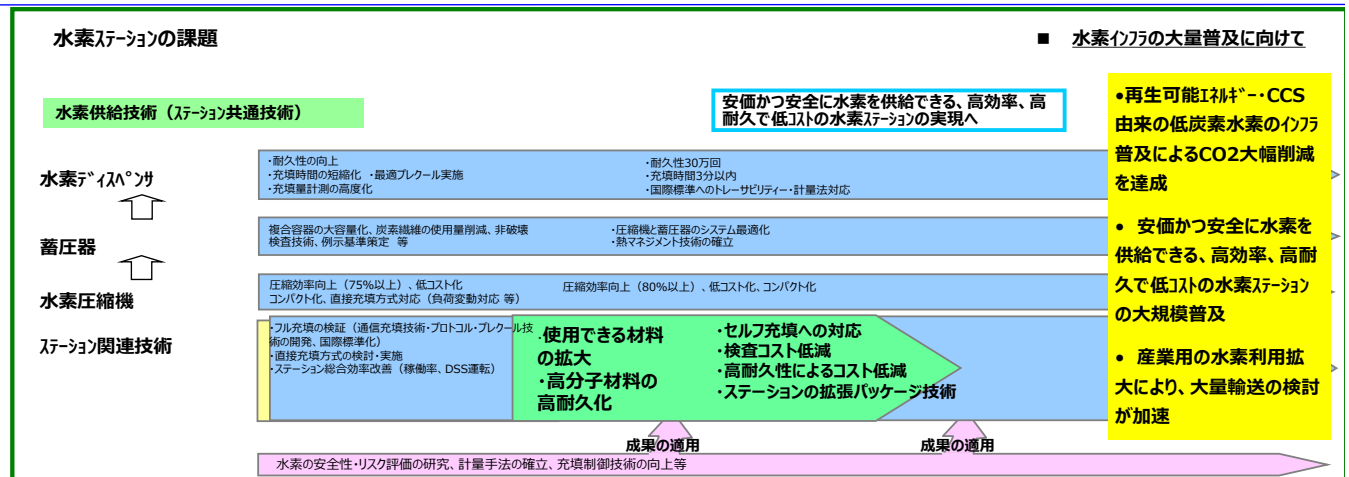 水素ｽﾃｰｼｮﾝの課題
■ 水素ｲﾝﾌﾗの大量普及に向けて
水素供給技術（ｽﾃｰｼｮﾝ共通技術）
安価かつ安全に水素を供給できる、高効率、高
耐久で低ｺｽﾄの水素ｽﾃｰｼｮﾝの実現へ
水素ﾃﾞｨｽﾍﾟﾝｻ
・耐久性の向上
・充填時間の短縮化 ・最適プレクール実施
・充填量計測の高度化
・耐久性30万回
・充填時間3分以内
・国際標準へのトレーサビリティー・計量法対応
蓄圧器
複合容器の大容量化、炭素繊維の使用量削減、非破壊
検査技術、例示基準策定 等
・圧縮機と蓄圧器のシステム最適化
・熱マネジメント技術の確立
水素圧縮機
圧縮効率向上（75%以上）、低コスト化
コンパクト化、直接充填方式対応（負荷変動対応 等）
圧縮効率向上（80%以上）、低コスト化、コンパクト化
ｽﾃｰｼｮﾝ関連技術
・フル充填の検証（通信充填技術・プロトコル・プレクール技
術の開発、国際標準化）
・直接充填方式の検討・実施
・ステーション総合効率改善（稼働率、DSS運転）
・使用できる材料
の拡大
・高分子材料の
高耐久化
・セルフ充填への対応
・検査コスト低減
・高耐久性によるコスト低減
・ステーションの拡張パッケージ技術
成果の適用
成果の適用
水素の安全性・リスク評価の研究、計量手法の確立、充填制御技術の向上等
•再生可能ｴﾈﾙｷﾞｰ・CCS
由来の低炭素水素のｲﾝﾌﾗ
普及によるCO2大幅削減
を達成
• 安価かつ安全に水素を
供給できる、高効率、高耐
久で低ｺｽﾄの水素ｽﾃｰｼｮﾝ
の大規模普及
• 産業用の水素利用拡
大により、大量輸送の検討
が加速